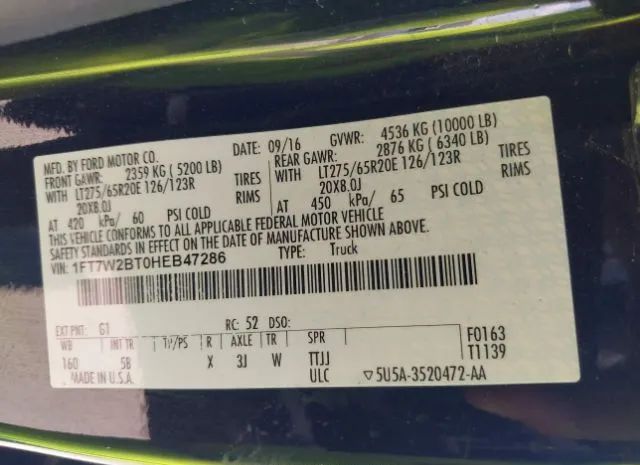 MFD. BY FORD MOTOR CO.
DATE: 09/16
GVWR: 4536 KG (10000 LB)
FRONT GAWR: 2359 KG (5200 LB)
REAR GAWR: 2876 KG (6340 LB)
WITH LT275/65R20E 126/123R TIRES
WITH LT275/65R20E 126/123R TIRES
20X8.0J RIMS
20X8.0J RIMS
AT 420 kPa/ 60 PSI COLD
AT 450 kPa/ 65 PSI COLD
THIS VEHICLE CONFORMS TO ALL APPLICABLE FEDERAL MOTOR VEHICLE
SAFETY STANDARDS IN EFFECT ON THE DATE OF MANUFACTURE SHOWN ABOVE.
VIN: 1FT7W2BT0HEB47286
TYPE: Truck
EXT PNT: G1 RC: 52 DSO:
WB INT TR TP/PS R AXLE TR SPR
160 5B X 3J W TTJJ
MADE IN U.S.A. ULC
F0163
T1139
▽5U5A-3520472-AA